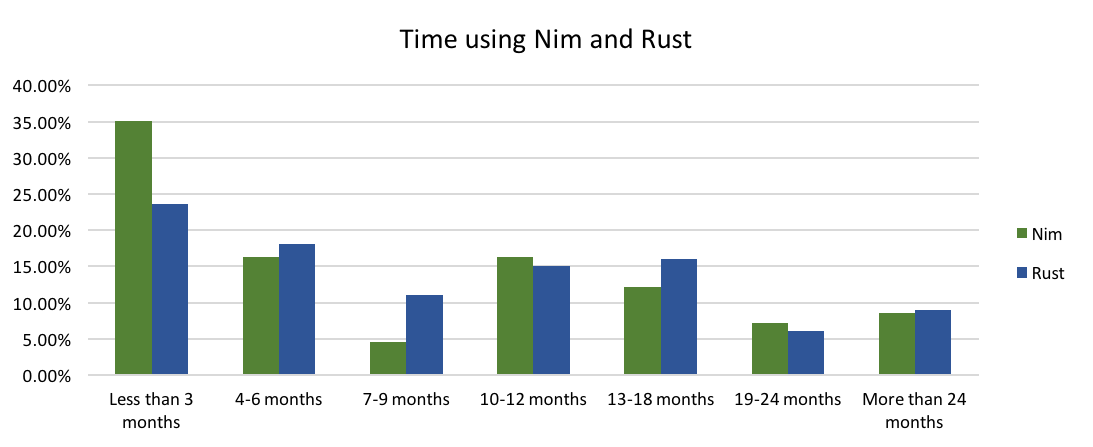 Time using Nim and Rust
40.00%
35.00%
30.00%
25.00%
20.00%
15.00%
10.00%
5.00%
0.00%
Less than 3
months
4-6 months
7-9 months
10-12 months
13-18 months
19-24 months
More than 24
months
Nim
Rust